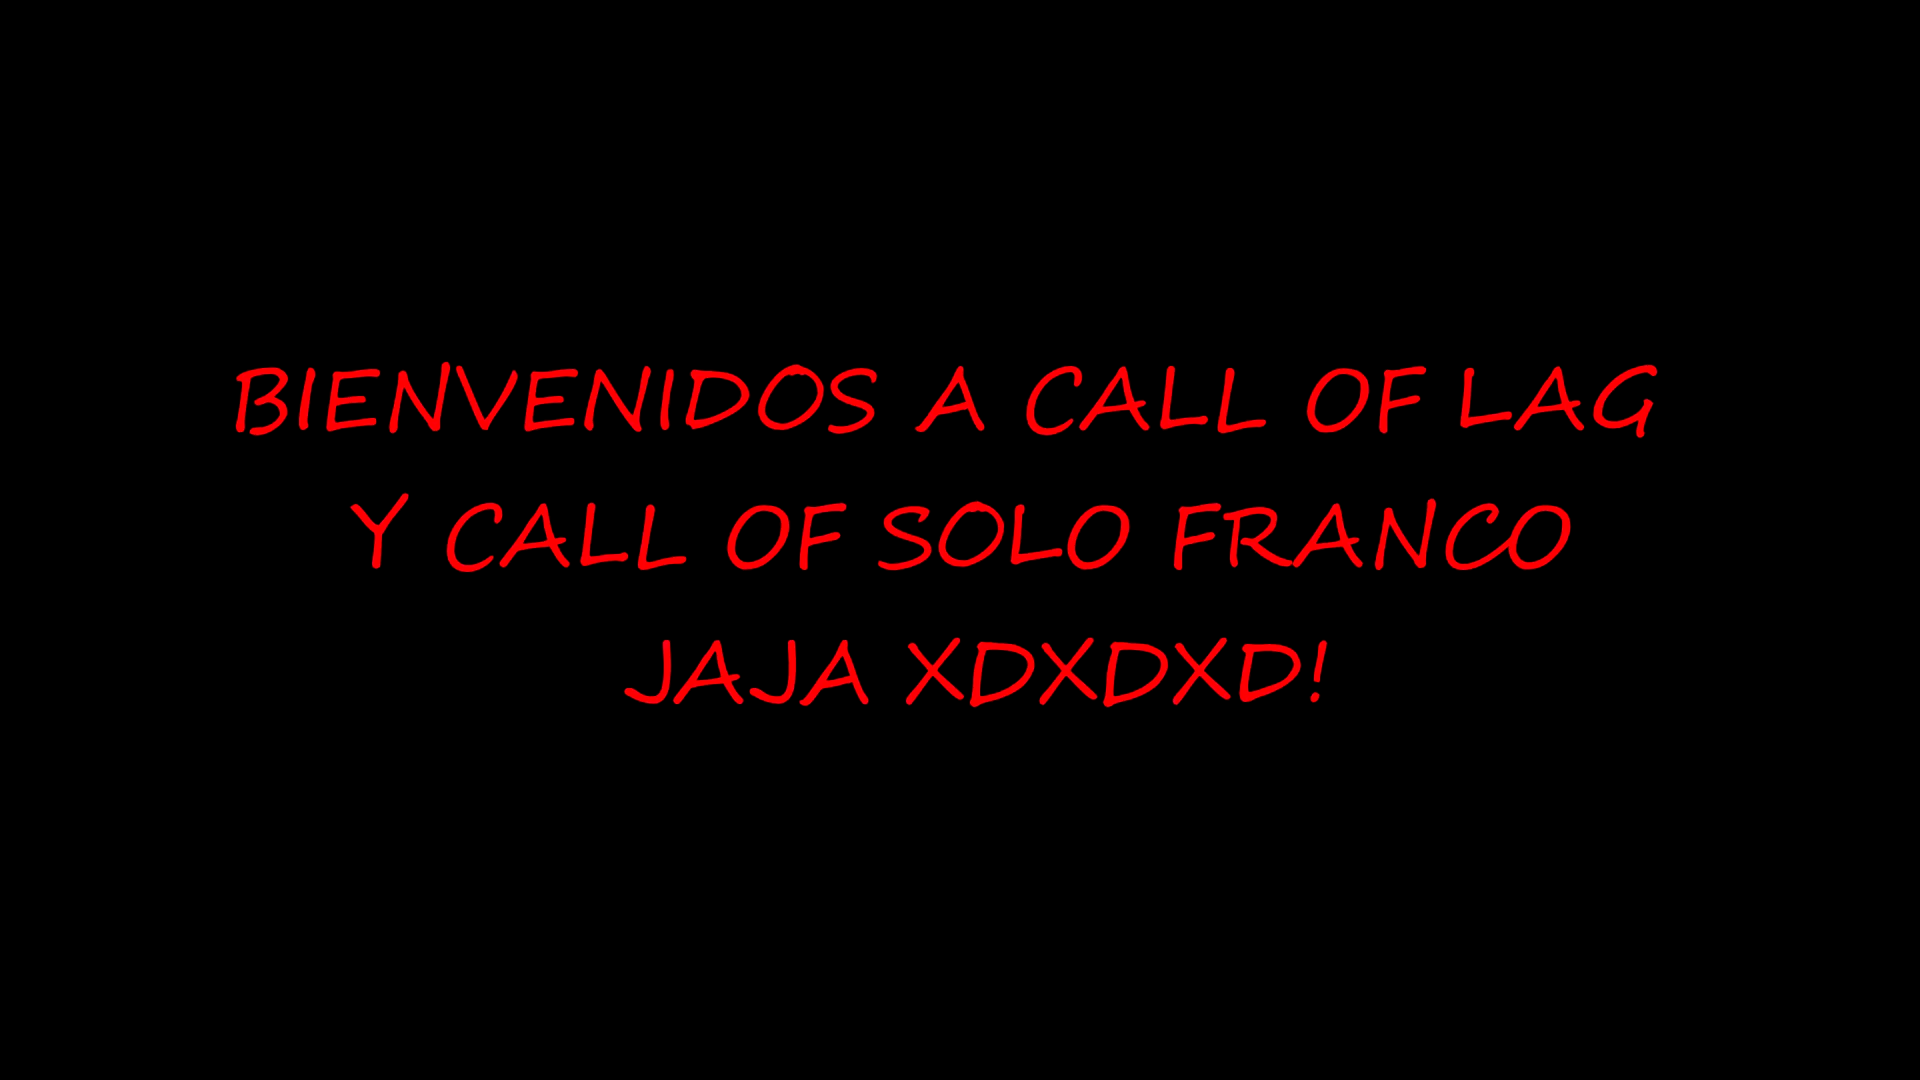 BIENVENIDOS A CALL OF LAG
Y CALL OF SOLO FRANCO
JAJA XDXDXD!